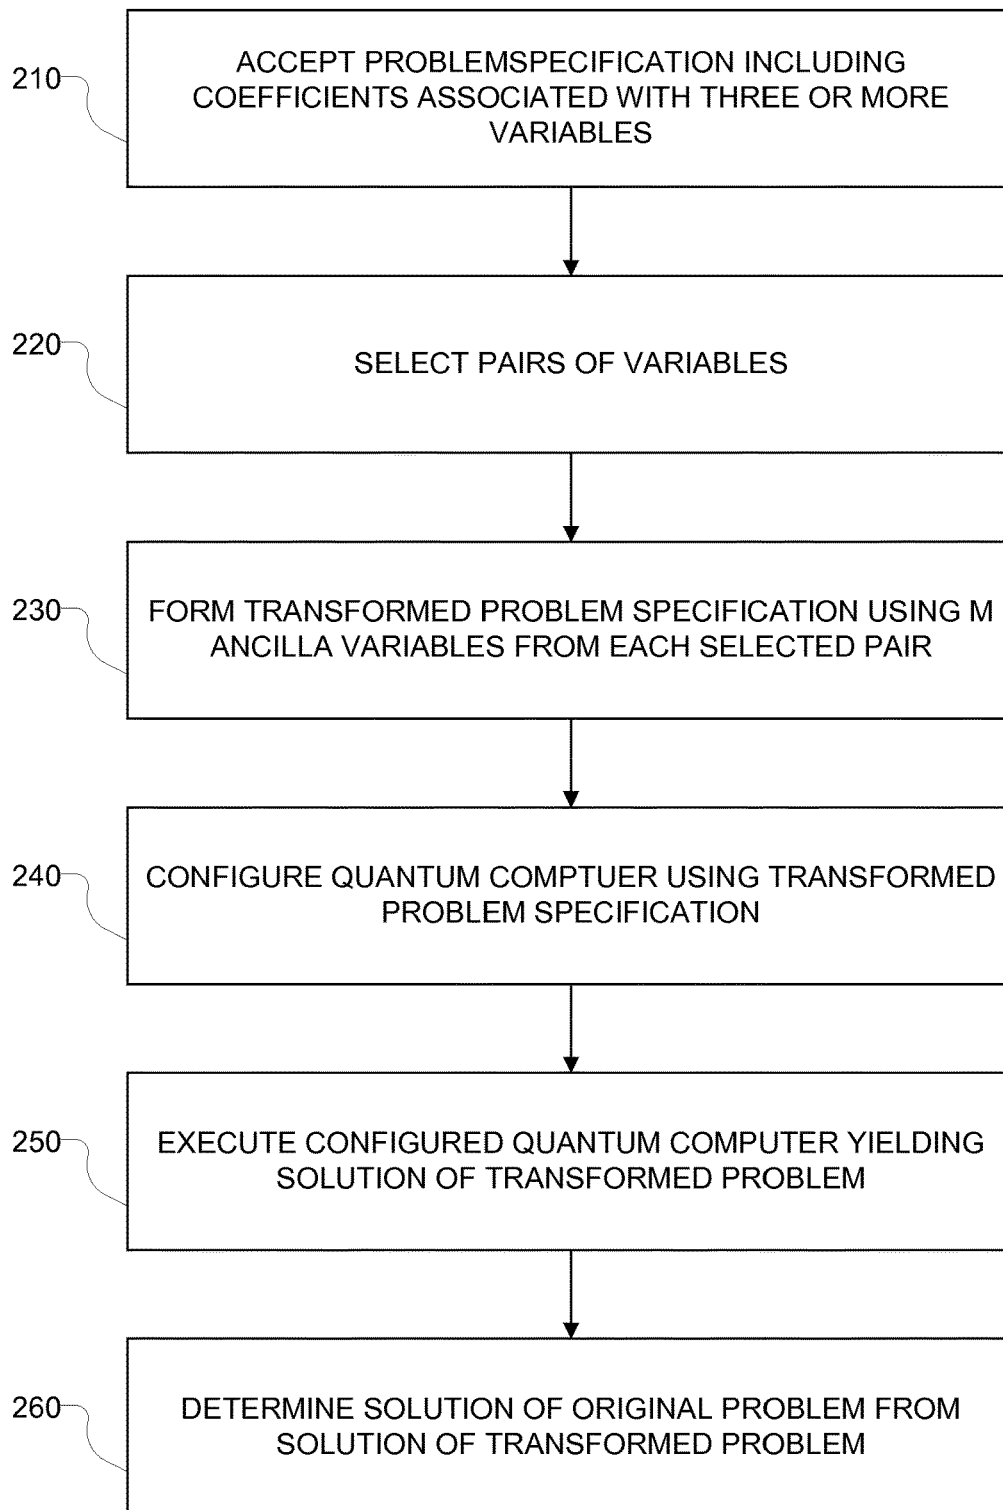 210
ACCEPT PROBLEMSPECIFICATION INCLUDING
COEFFICIENTS ASSOCIATED WITH THREE OR MORE
VARIABLES
220
SELECT PAIRS OF VARIABLES
230
FORM TRANSFORMED PROBLEM SPECIFICATION USING M
ANCILLA VARIABLES FROM EACH SELECTED PAIR
240
CONFIGURE QUANTUM COMPTUER USING TRANSFORMED
PROBLEM SPECIFICATION
250
EXECUTE CONFIGURED QUANTUM COMPUTER YIELDING
SOLUTION OF TRANSFORMED PROBLEM
260
DETERMINE SOLUTION OF ORIGINAL PROBLEM FROM
SOLUTION OF TRANSFORMED PROBLEM